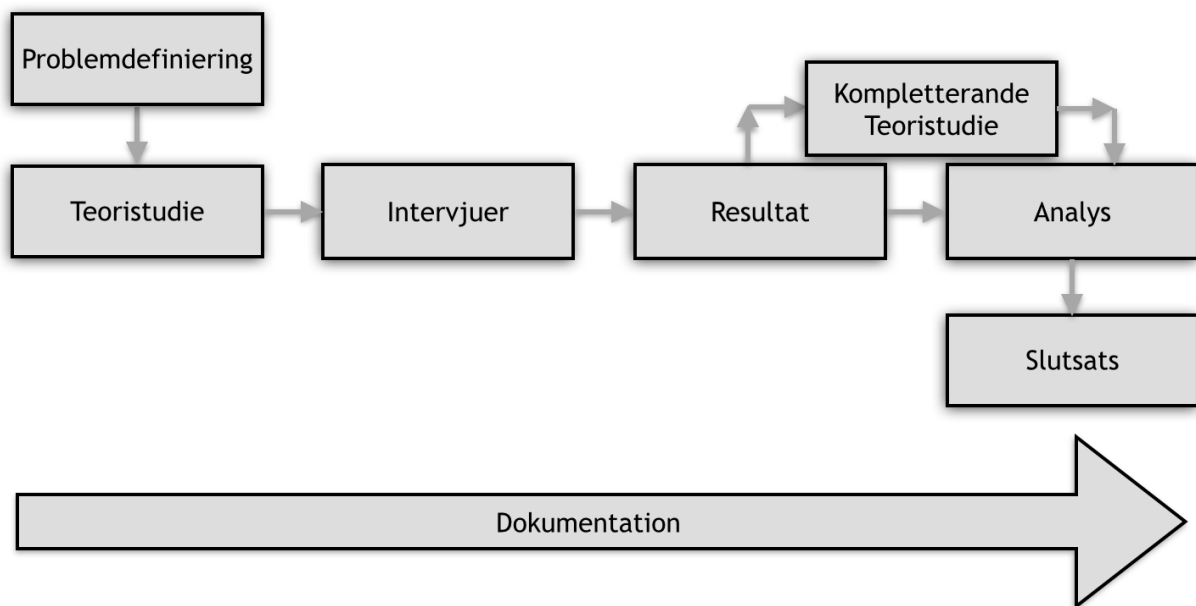 Problemdefiniering
Kompletterande
Teoristudie
Teoristudie
Intervjuer
Resultat
Analys
Slutsats
Dokumentation